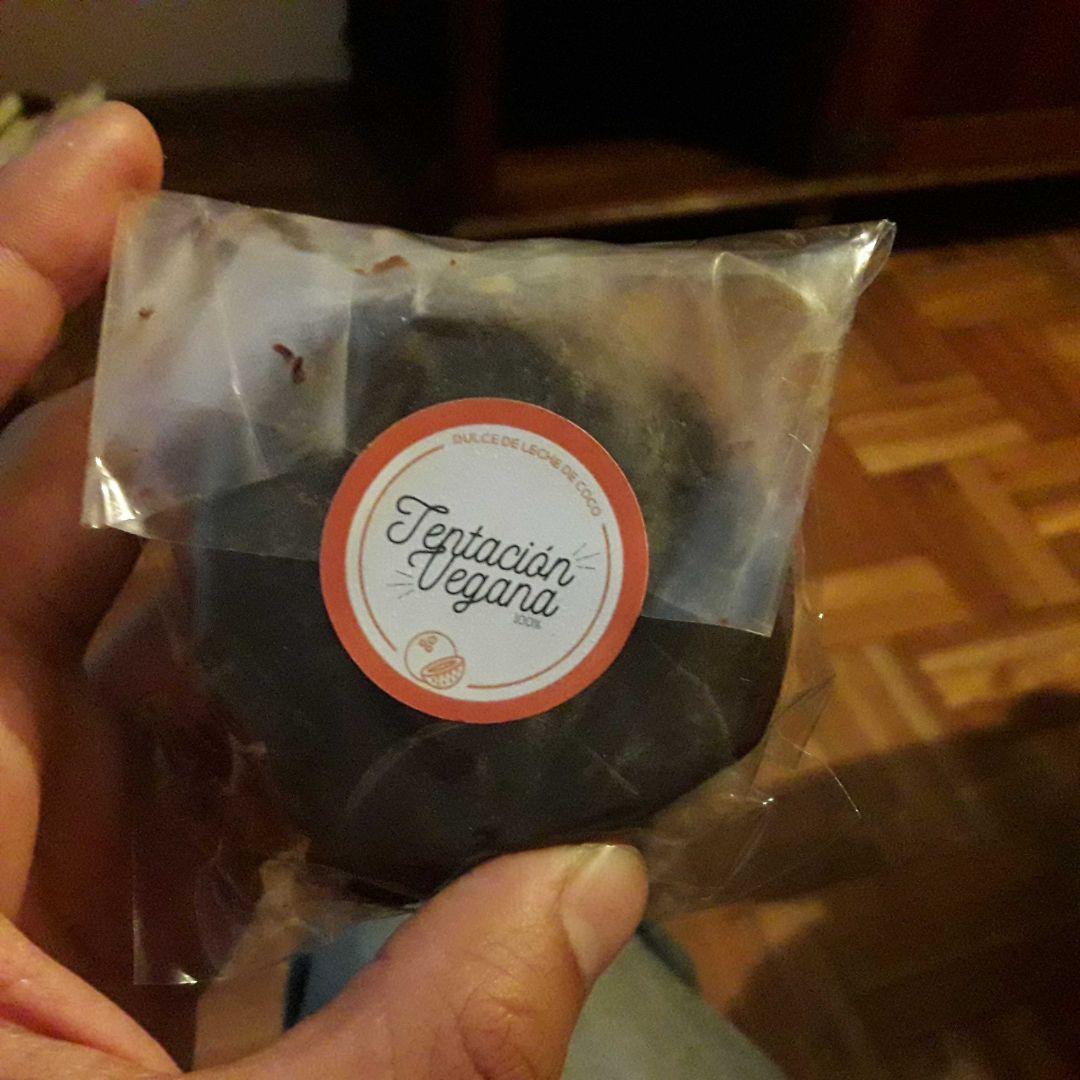 DULCE DE LECHE DE COCO
Tentación
Vegana
100%